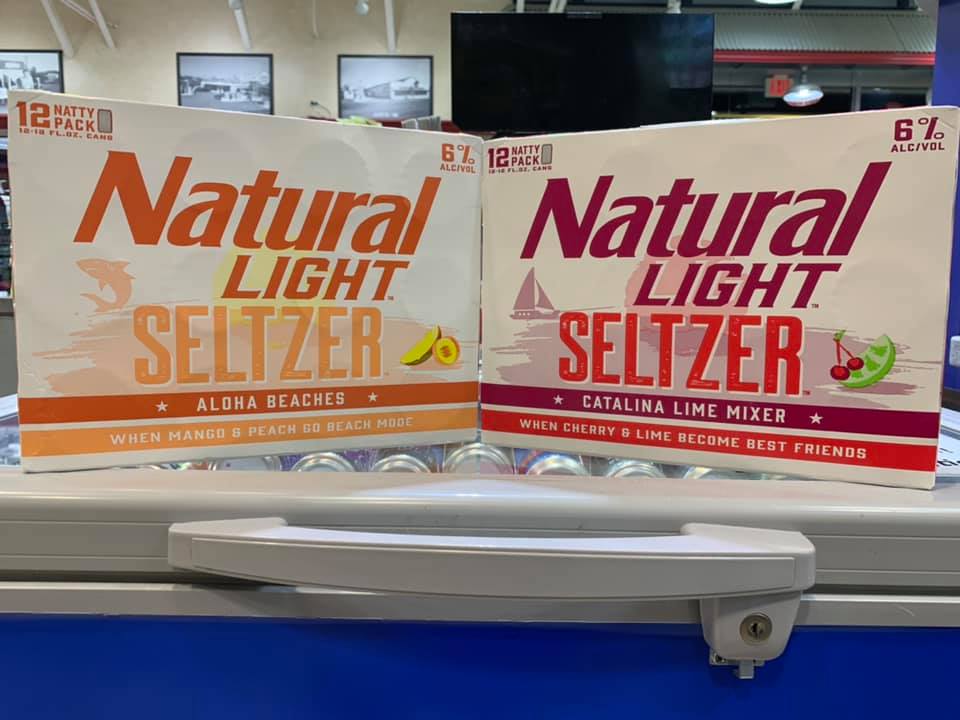 12 NATTY PACK
12-12 FL.OZ. CANS
6%
ALC/VOL
Natural
LIGHT
SELTZER
ALOHA BEACHES
WHEN MANGO & PEACH GO BEACH MODE
12 NATTY PACK
12-12 FL.OZ. CANS
6%
ALC/VOL
Natural
LIGHT
SELTZER
CATALINA LIME MIXER
WHEN CHERRY & LIME BECOME BEST FRIENDS